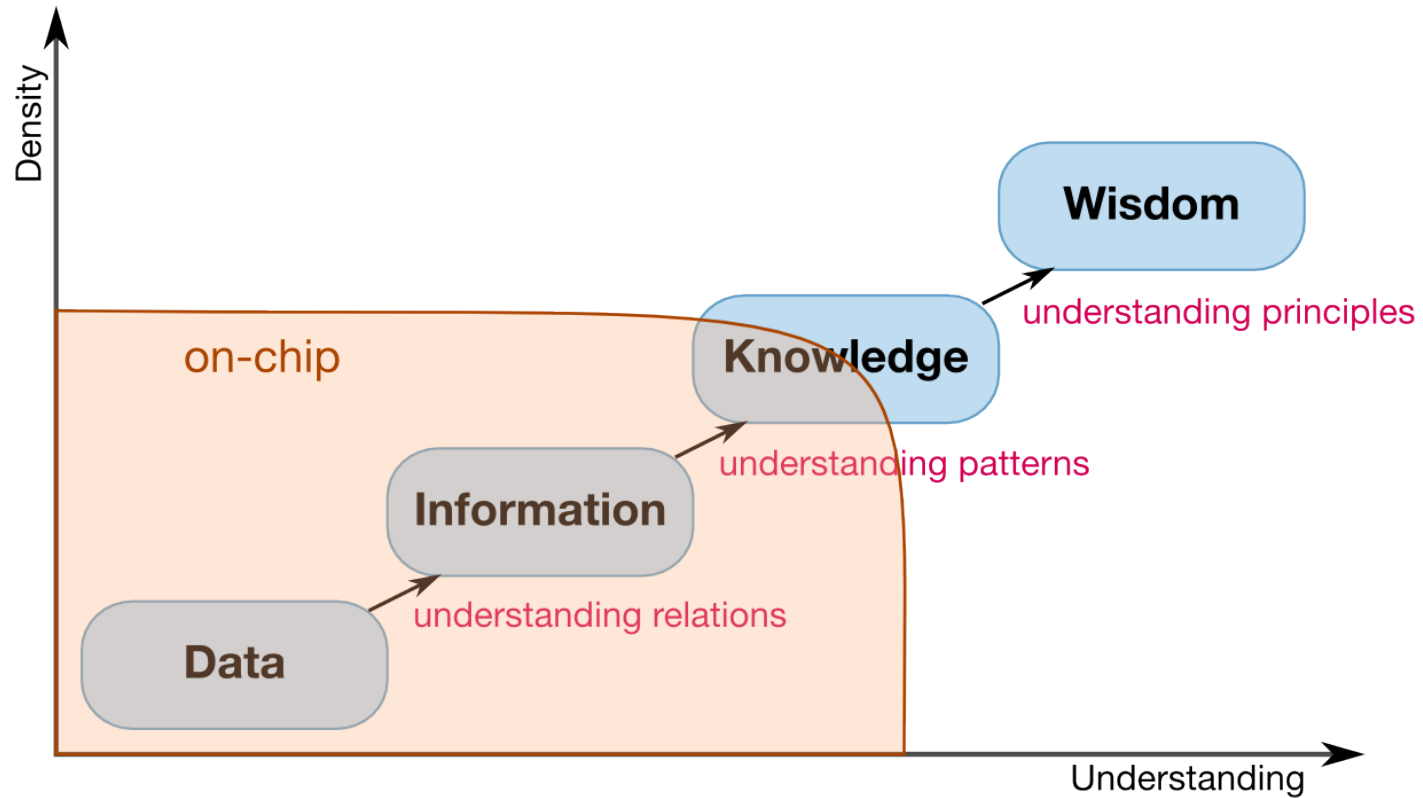 Density
Wisdom
understanding principles
on-chip
Knowledge
understanding patterns
Information
understanding relations
Data
Understanding